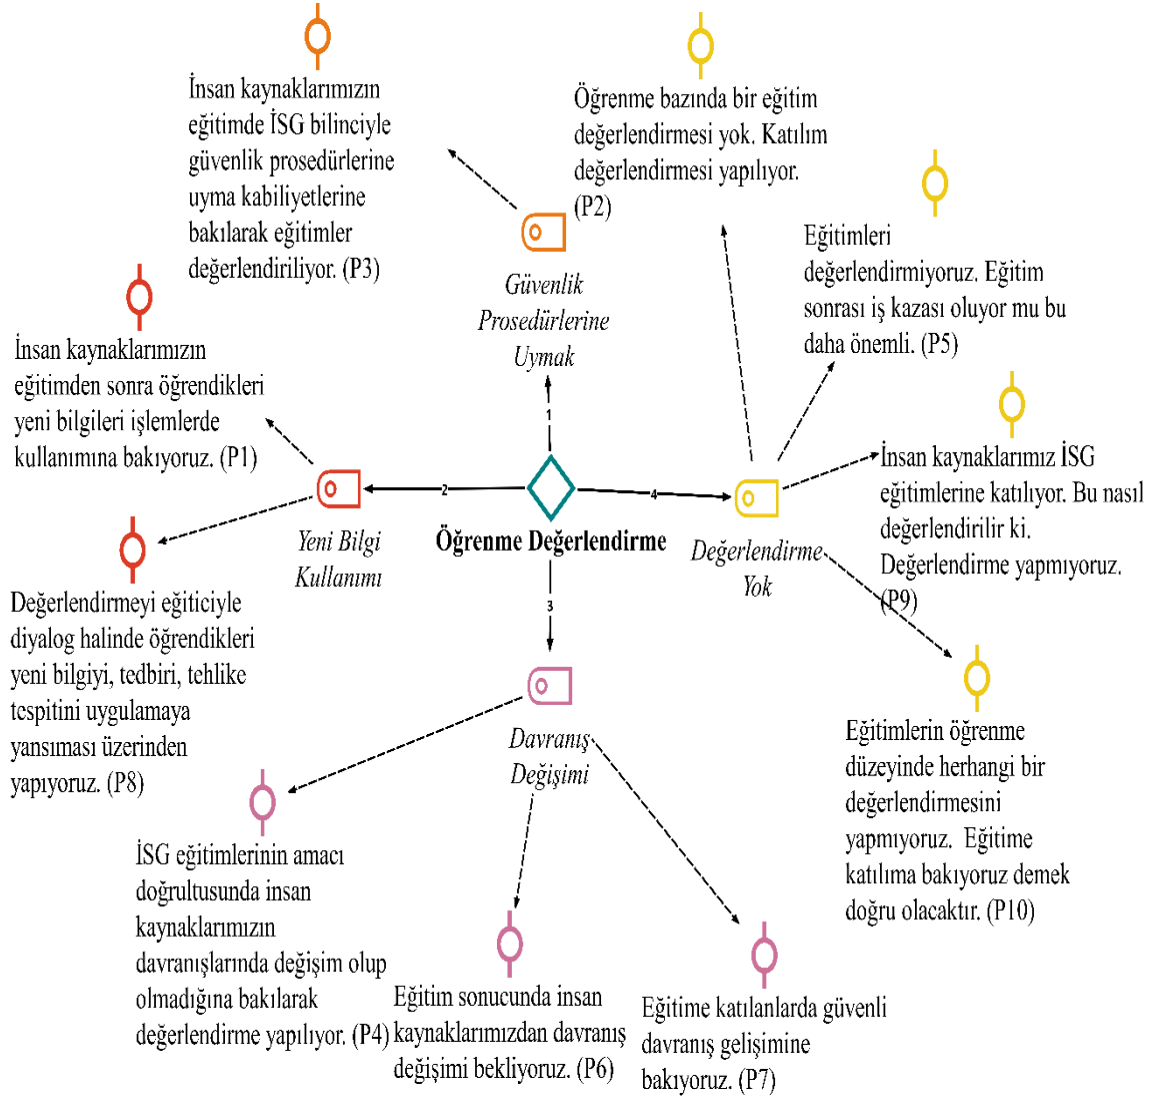 İnsan kaynaklarımızın
eğitimde İSG bilinciyle
güvenlik prosedürlerine
uyma kabiliyetlerine
bakılarak eğitimler
değerlendiriliyor. (P3)
Öğrenme bazında bir eğitim
değerlendirmesi yok. Katılım
değerlendirmesi yapılıyor.
(P2)
Eğitimleri
değerlendirmiyoruz. Eğitim
sonrası iş kazası oluyor mu bu
daha önemli. (P5)
Güvenlik
Prosedürlerine
Uymak
İnsan kaynaklarımızın
eğitimden sonra öğrendikleri
yeni bilgileri işlemlerde
kullanımına bakıyoruz. (P1)
1
2
4
3
Öğrenme Değerlendirme
Yeni Bilgi
Kullanımı
Değerlendirme
Yok
İnsan kaynaklarımız İSG
eğitimlerine katılıyor. Bu nasıl
değerlendirilir ki.
Değerlendirme yapmıyoruz.
(P9)
Değerlendirmeyi eğiticiyle
diyalog halinde öğrendikleri
yeni bilgiyi, tedbiri, tehlike
tespitini uygulamaya
yansıması üzerinden
yapıyoruz. (P8)
Davranış
Değişimi
Eğitimlerin öğrenme
düzeyinde herhangi bir
değerlendirmesini
yapmıyoruz. Eğitime
katılıma bakıyoruz demek
doğru olacaktır. (P10)
İSG eğitimlerinin amacı
doğrultusunda insan
kaynaklarımızın
davranışlarında değişim olup
olmadığına bakılarak
değerlendirme yapılıyor. (P4)
Eğitim sonucunda insan
kaynaklarımızdan davranış
değişimi bekliyoruz. (P6)
Eğitime katılanlarda güvenli
davranış gelişimine
bakıyoruz. (P7)